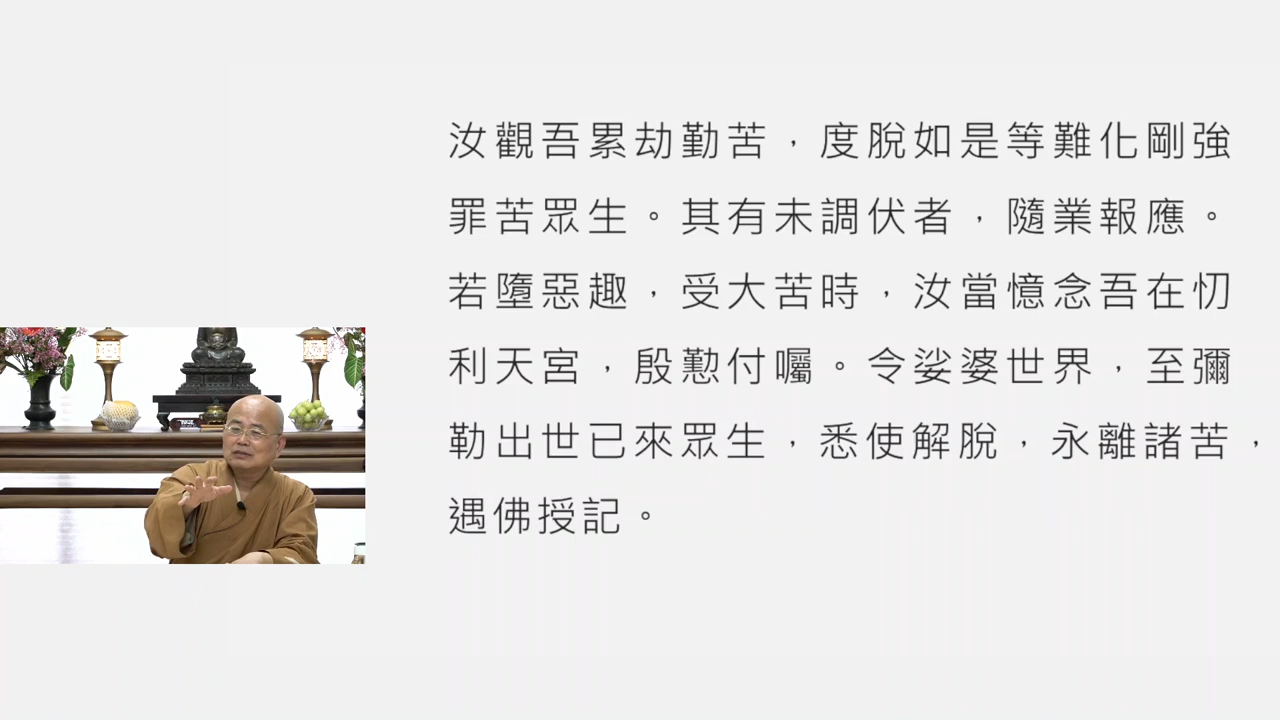 汝觀吾累劫勤苦，度脫如是等難化剛強
罪苦眾生。其有未調伏者，隨業報應。
若墮惡趣，受大苦時，汝當憶念吾在忉
利天宮，殷懃付囑。令娑婆世界，至彌
勒出世已來眾生，悉使解脫，永離諸苦，
遇佛授記。